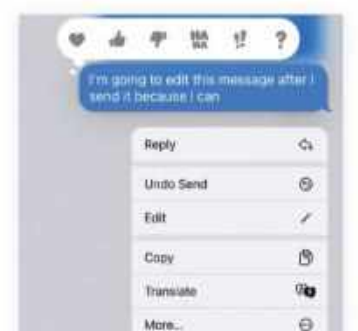 HA
HA
!!
?
I'm going to edit this message after I
send it because I can
Reply
Undo Send
Edit
Copy
Translate
More...